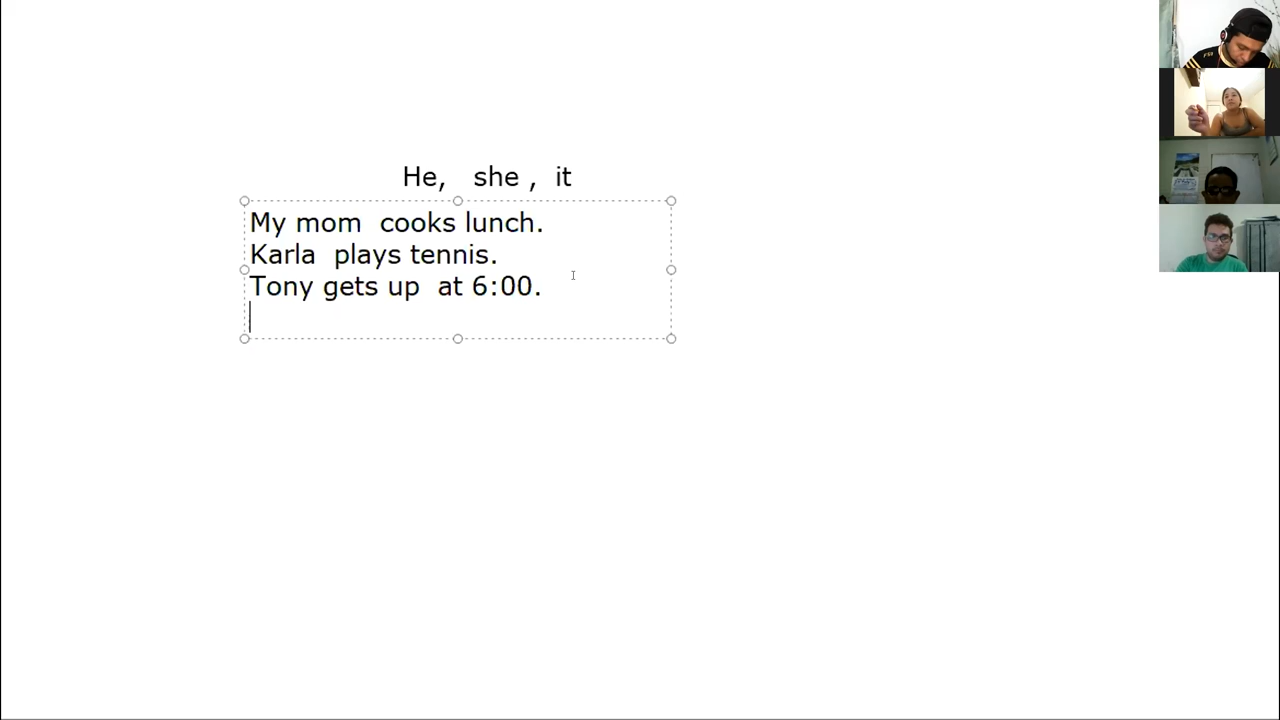 He, she , it
My mom cooks lunch.
Karla plays tennis.
Tony gets up at 6:00.